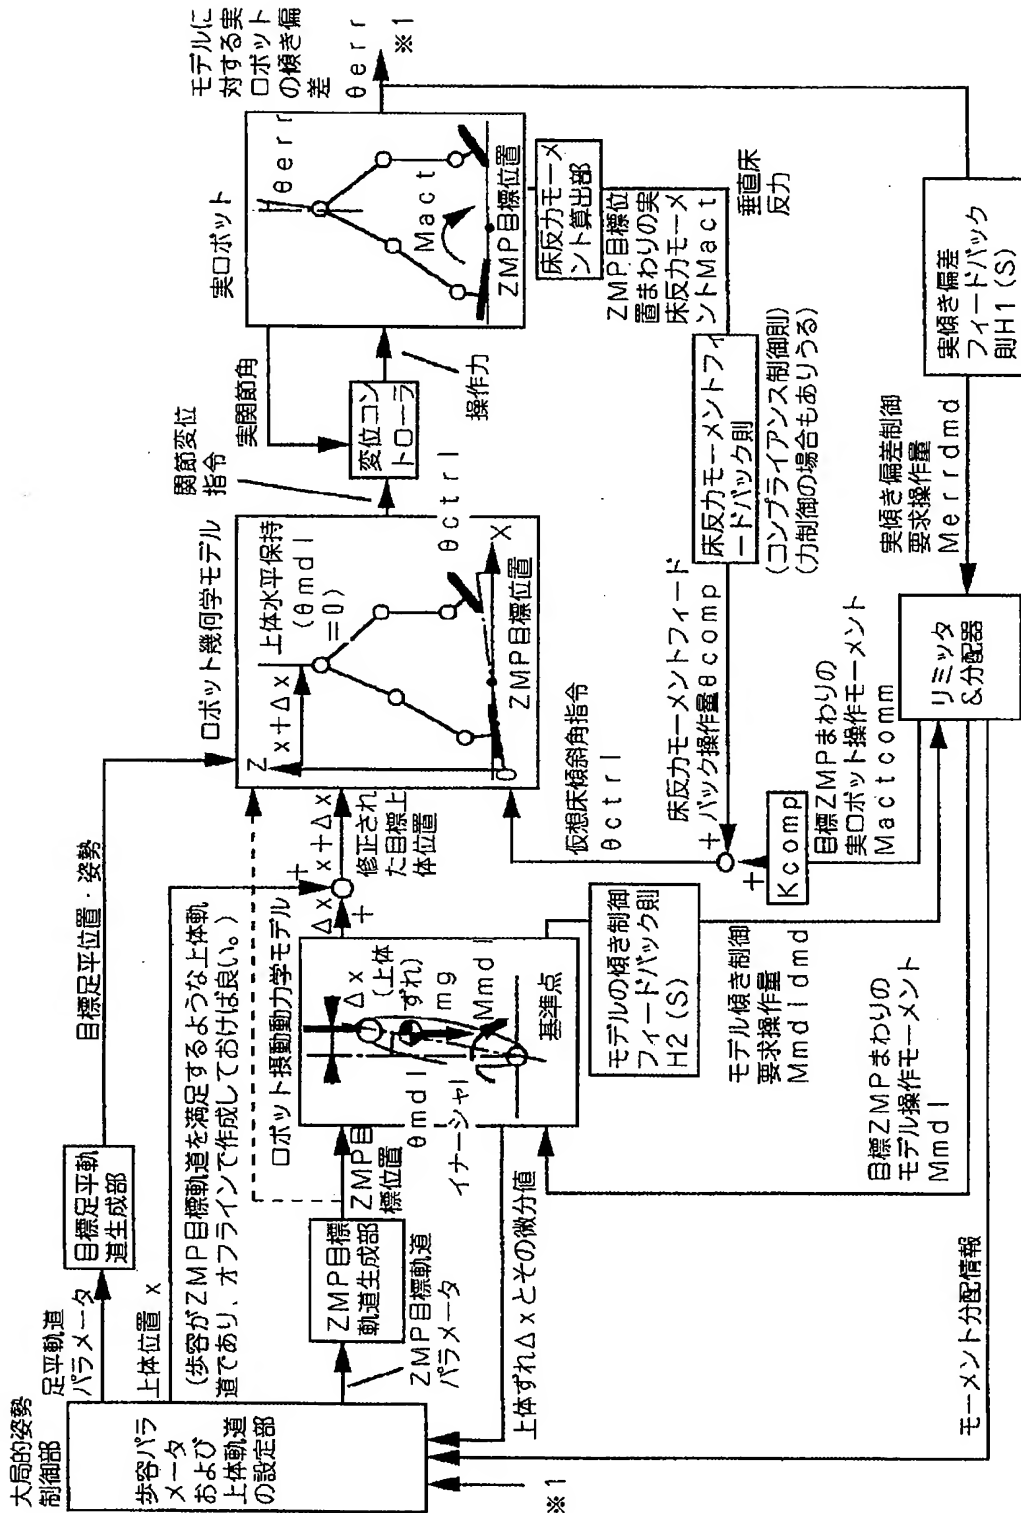 大局的姿勢
制御部
歩容パラ
メータ
および
上体軌道
の設定部
※1
足平軌道
パラメータ
目標足平軌
道生成部
目標足平位置・姿勢
上体位置 x
(歩容がZMP目標軌道を満足するような上体軌
道であり、オフラインで作成しておけば良い。)
ZMP目標
軌道生成部
ZMP目標軌道
パラメータ
ZMP目
標位置
ロボット摂動動力学モデル
Δx
(上体
ずれ)
mg
θmdl
Mmdl
イナーシャI
基準点
上体ずれΔxとその微分値
Δx
+
+
x+Δx
修正され
た目標上
体位置
ロボット幾何学モデル
Z
x+Δx
上体水平保持
(θmdl
=0)
X
0
ZMP目標位置
仮想床傾斜角指令
θctrl
関節変位
指令
θctrl
変位コン
トローラ
実関節角
操作力
実ロボット
θerr
Mact
ZMP目標位置
モデルに
対する実
ロボット
の傾き偏
差 θerr
※1
床反力モーメ
ント算出部
ZMP目標位
置まわりの実
床反力モーメ
ントMact
垂直床
反力
床反力モーメントフィ
ードバック則
(コンプライアンス制御則)
(力制御の場合もありうる)
床反力モーメントフィード
バック操作量θcomp
+
+
Kcomp
目標ZMPまわりの
実ロボット操作モーメント
Mactcomm
モデルの傾き制御
フィードバック則
H2(S)
モデル傾き制御
要求操作量
Mmdldmd
実傾き偏差
フィードバック
則H1(S)
実傾き偏差制御
要求操作量
Merrdmd
リミッタ
&分配器
目標ZMPまわりの
モデル操作モーメント
Mmdl
モーメント分配情報